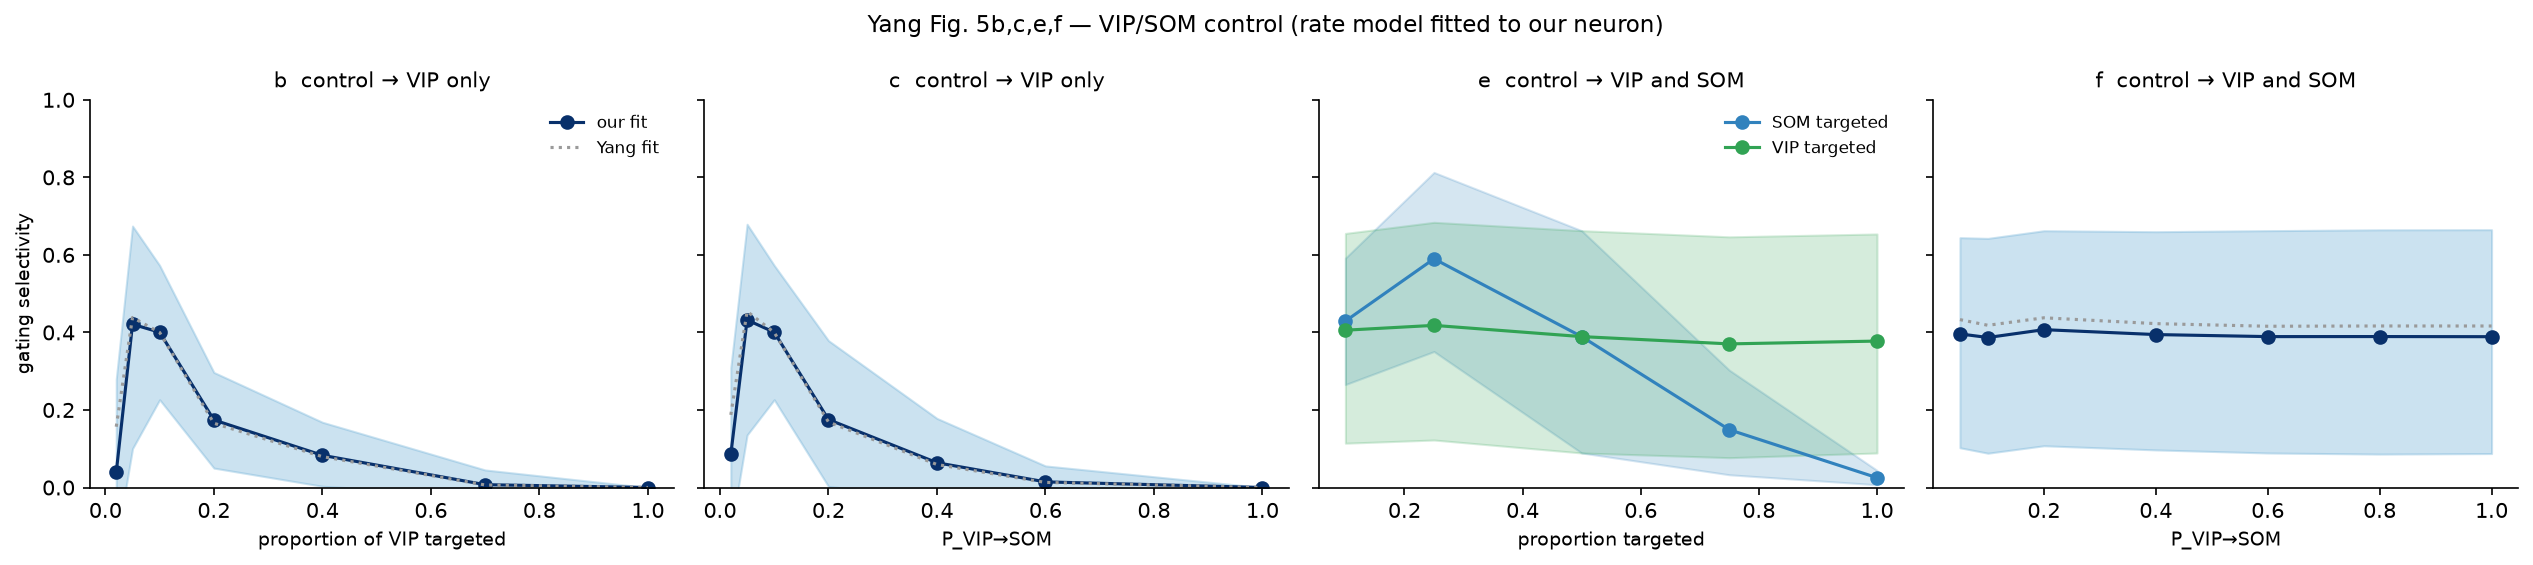 Yang Fig. 5b,c,e,f — VIP/SOM control (rate model fitted to our neuron)
b control → VIP only
c control → VIP only
e control → VIP and SOM
f control → VIP and SOM
gating selectivity
1.0
0.8
0.6
0.4
0.2
0.0
our fit
Yang fit
SOM targeted
VIP targeted
0.0 0.2 0.4 0.6 0.8 1.0
0.0 0.2 0.4 0.6 0.8 1.0
0.2 0.4 0.6 0.8 1.0
0.2 0.4 0.6 0.8 1.0
proportion of VIP targeted
P_VIP→SOM
proportion targeted
P_VIP→SOM